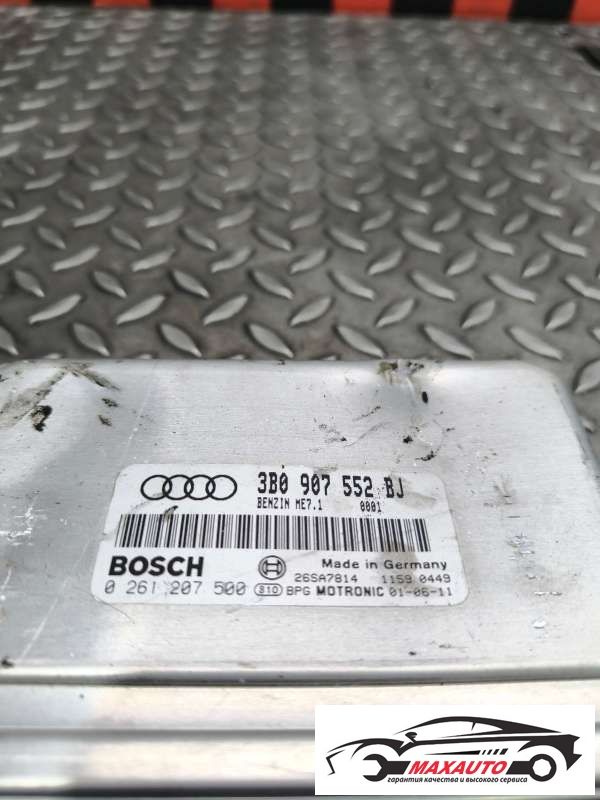 3B0 907 552 BJ
BENZIN ME7.1 0001
BOSCH
Made in Germany
26SA7814 1159 0449
0 261 207 500 810 BPG MOTRONIC 01-06-11
MAXAUTO
гарантия качества и высокого сервиса